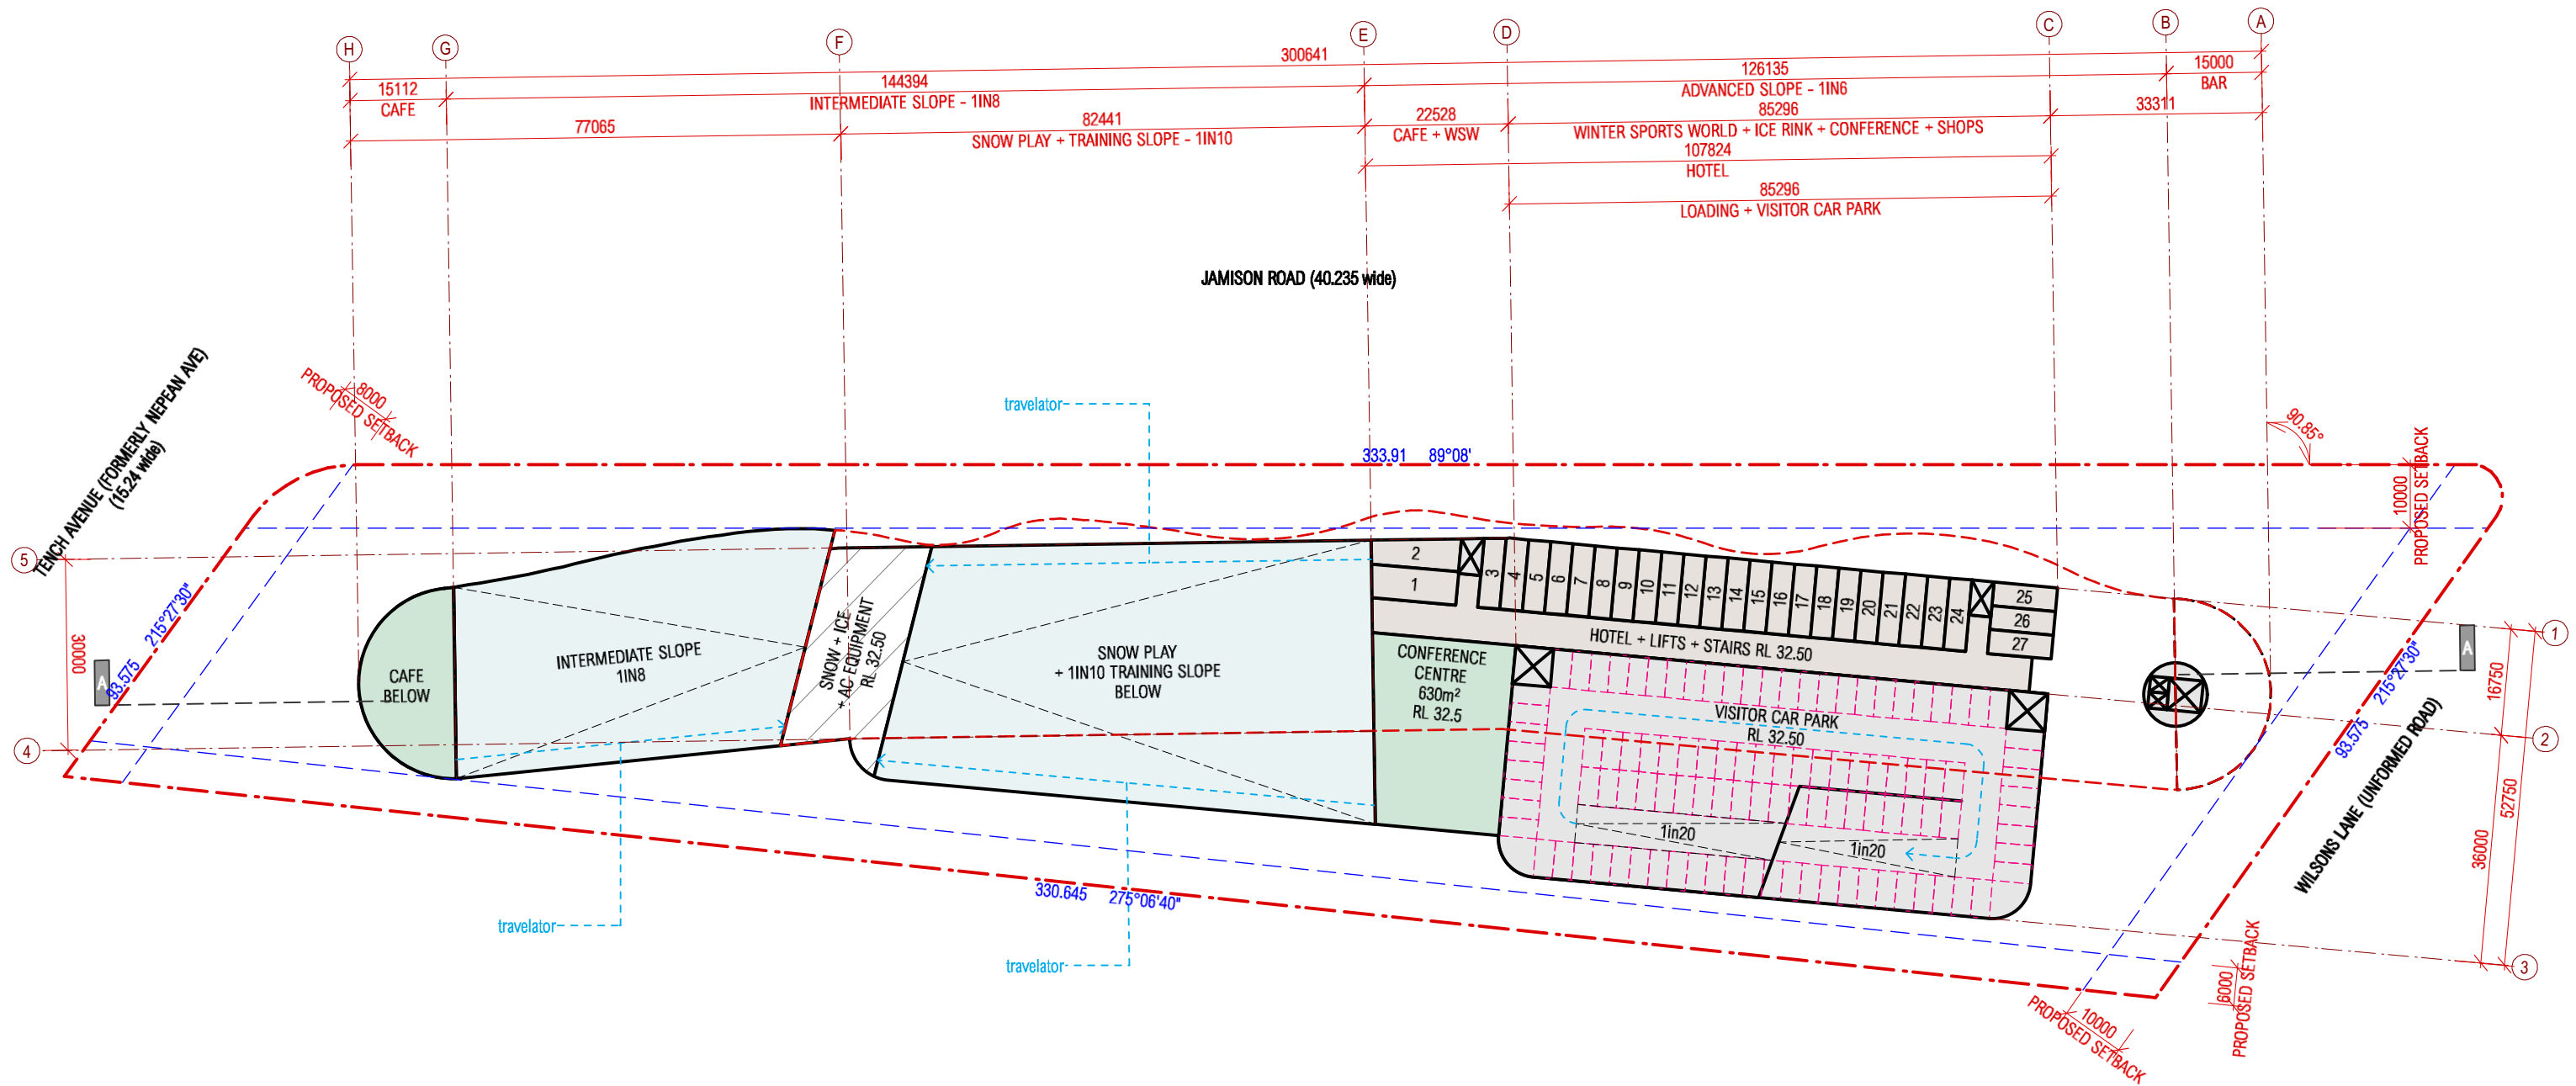 H
G
F
E
D
C
B
A
300641
15112
144394
126135
15000
CAFE
INTERMEDIATE SLOPE - 1IN8
ADVANCED SLOPE - 1IN6
BAR
77065
82441
22528
85296
33311
SNOW PLAY + TRAINING SLOPE - 1IN10
CAFE + WSW
WINTER SPORTS WORLD + ICE RINK + CONFERENCE + SHOPS
107824
HOTEL
85296
LOADING + VISITOR CAR PARK
JAMISON ROAD (40.235 wide)
TENCH AVENUE (FORMERLY NEPEAN AVE)
(15.24 wide)
8000
PROPOSED SETBACK
travelator
90.85°
333.91 89°08'
10000
PROPOSED SETBACK
5
30000
4
A
93.575 215°27'30"
CAFE
BELOW
INTERMEDIATE SLOPE
1IN8
SNOW + ICE
+ AC EQUIPMENT
RL 32.50
SNOW PLAY
+ 1IN10 TRAINING SLOPE
BELOW
2
1
3
4
5
6
7
8
9
10
11
12
13
14
15
16
17
18
19
20
21
22
23
24
25
26
27
HOTEL + LIFTS + STAIRS RL 32.50
CONFERENCE
CENTRE
630m²
RL 32.5
VISITOR CAR PARK
RL 32.50
1in20
1in20
A
93.575 215°27'30"
WILSONS LANE (UNFORMED ROAD)
1
16750
2
52750
36000
3
330.645 275°06'40"
travelator
travelator
6000
PROPOSED SETBACK
10000
PROPOSED SETBACK